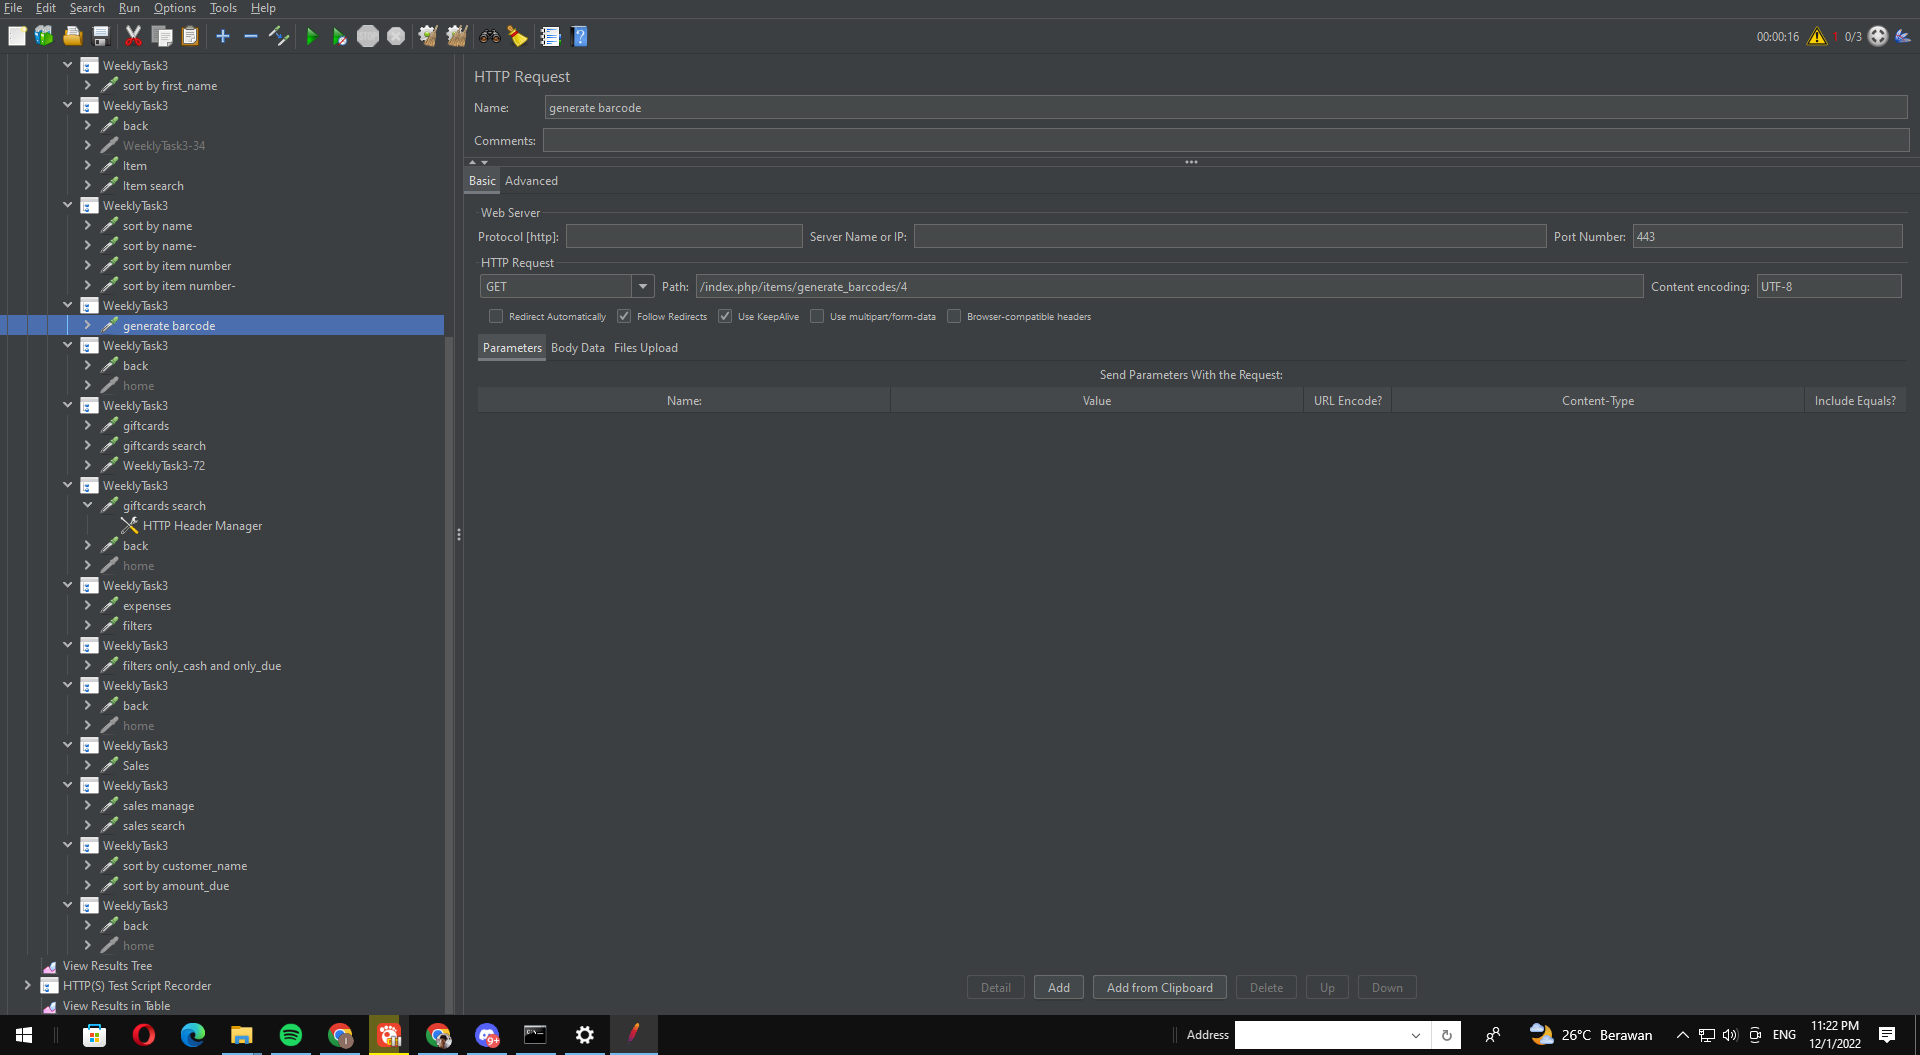 File Edit Search Run Options Tools Help
00:00:16 1 0/3
WeeklyTask3
sort by first_name
WeeklyTask3
back
WeeklyTask3-34
Item
Item search
WeeklyTask3
sort by name
sort by name-
sort by item number
sort by item number-
WeeklyTask3
generate barcode
WeeklyTask3
back
home
WeeklyTask3
giftcards
giftcards search
WeeklyTask3-72
WeeklyTask3
giftcards search
HTTP Header Manager
back
home
WeeklyTask3
expenses
filters
WeeklyTask3
filters only_cash and only_due
WeeklyTask3
back
home
WeeklyTask3
Sales
WeeklyTask3
sales manage
sales search
WeeklyTask3
sort by customer_name
sort by amount_due
WeeklyTask3
back
home
View Results Tree
HTTP(S) Test Script Recorder
View Results in Table
HTTP Request
Name: generate barcode
Comments:
Basic Advanced
Web Server
Protocol [http]: Server Name or IP: Port Number: 443
HTTP Request
GET Path: /index.php/items/generate_barcodes/4 Content encoding: UTF-8
Redirect Automatically Follow Redirects Use KeepAlive Use multipart/form-data Browser-compatible headers
Parameters Body Data Files Upload
Send Parameters With the Request:
Name: Value URL Encode? Content-Type Include Equals?
Detail Add Add from Clipboard Delete Up Down
9+ Address 26°C Berawan ENG 11:22 PM
12/1/2022